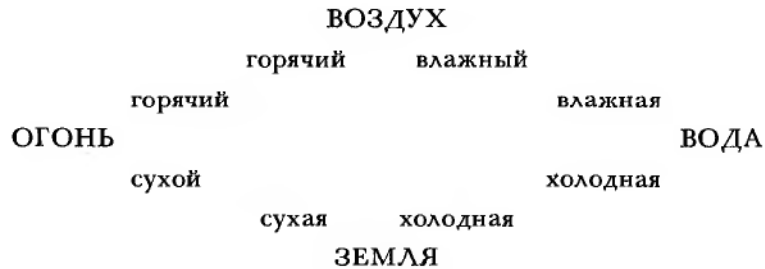 ВОЗДУХ
горячий влажный
горячий влажная
ОГОНЬ ВОДА
сухой холодная
сухая холодная
ЗЕМЛЯ